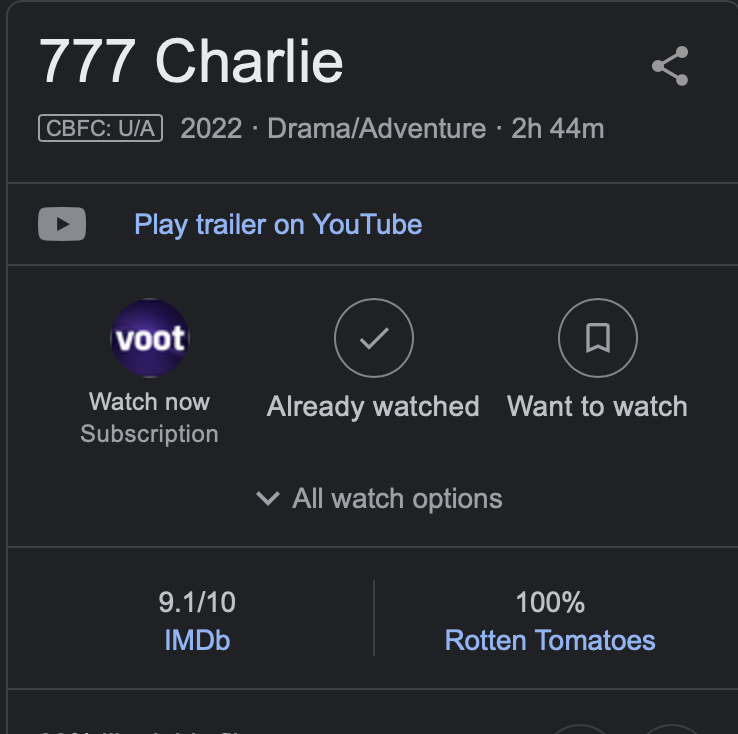 777 Charlie
CBFC: U/A 2022 · Drama/Adventure · 2h 44m
Play trailer on YouTube
voot
Watch now
Subscription
Already watched
Want to watch
All watch options
9.1/10
IMDb
100%
Rotten Tomatoes